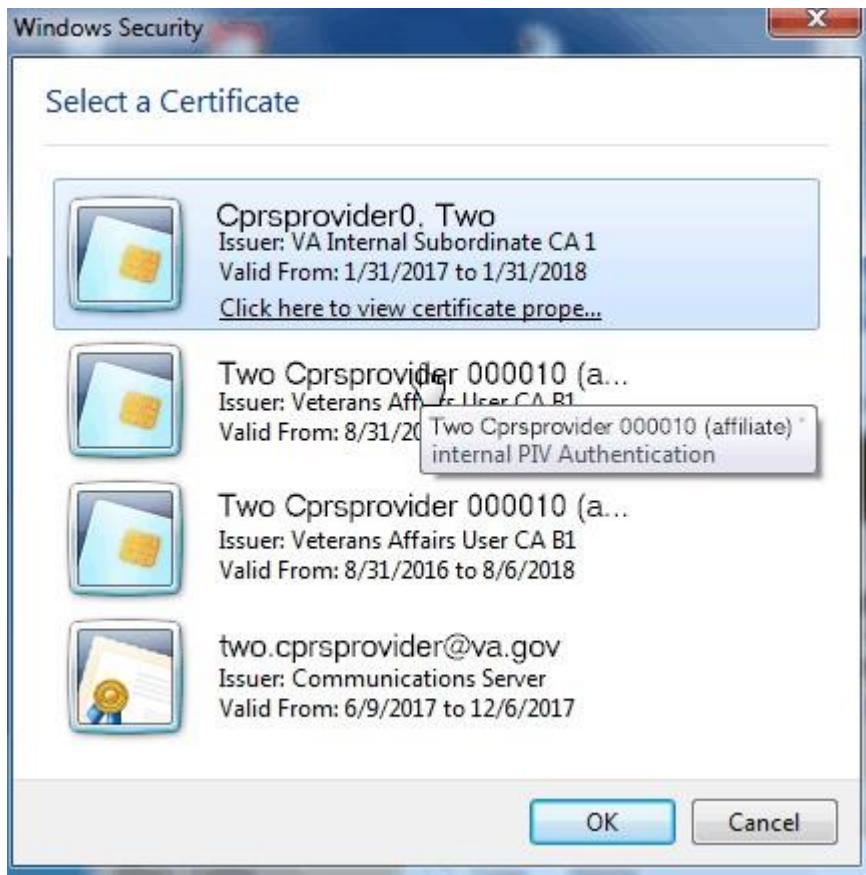 Windows Security
Select a Certificate
Cprsprovider0. Two
Issuer: VA Internal Subordinate CA 1
Valid From: 1/31/2017 to 1/31/2018
Click here to view certificate prope...
Two Cprsprovider 000010 (a...
Issuer: Veterans Affairs User CA B1
Valid From: 8/31/20
Two Cprsprovider 000010 (affiliate)
internal PIV Authentication
Two Cprsprovider 000010 (a...
Issuer: Veterans Affairs User CA B1
Valid From: 8/31/2016 to 8/6/2018
two.cprsprovider@va.gov
Issuer: Communications Server
Valid From: 6/9/2017 to 12/6/2017
OK
Cancel